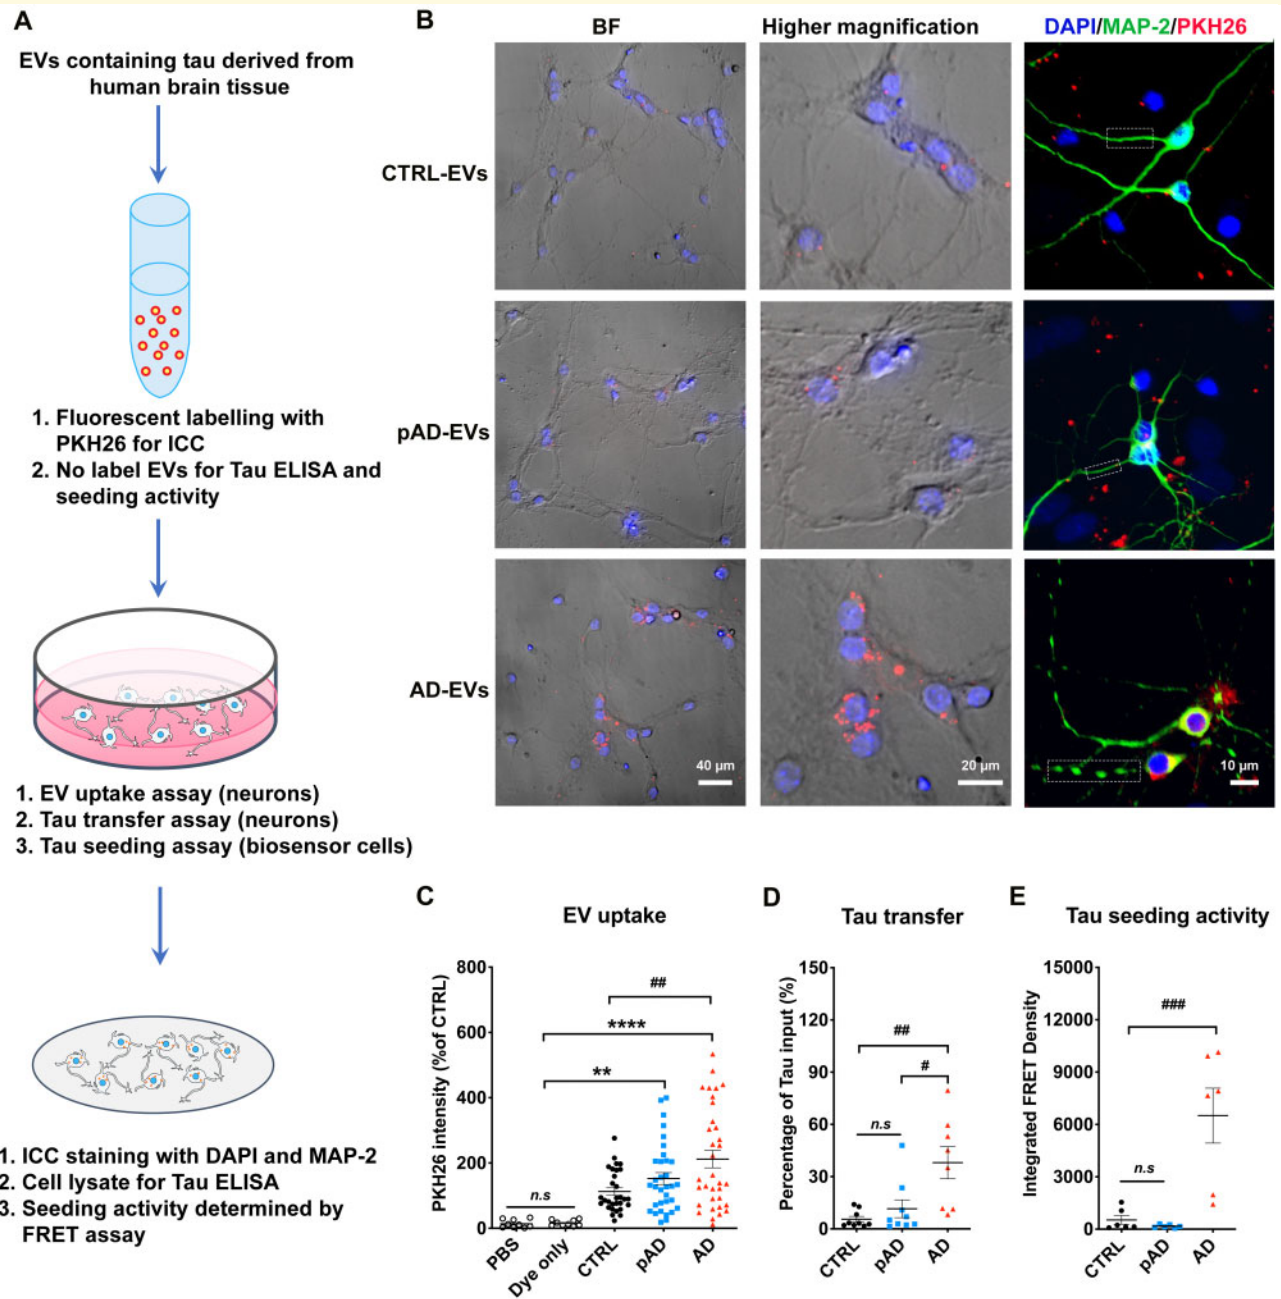 A
EVs containing tau derived from
human brain tissue
1. Fluorescent labelling with
PKH26 for ICC
2. No label EVs for Tau ELISA and
seeding activity
1. EV uptake assay (neurons)
2. Tau transfer assay (neurons)
3. Tau seeding assay (biosensor cells)
1. ICC staining with DAPI and MAP-2
2. Cell lysate for Tau ELISA
3. Seeding activity determined by
FRET assay
B
BF
Higher magnification
DAPI/MAP-2/PKH26
CTRL-EVs
pAD-EVs
AD-EVs
40 µm
20 µm
10 µm
C
EV uptake
PKH26 intensity (%of CTRL)
800
600
400
200
0
##
****
**
n.s
PBS
Dye only
CTRL
pAD
AD
D
Tau transfer
Percentage of Tau input (%)
150
120
90
60
30
0
##
#
n.s
CTRL
pAD
AD
E
Tau seeding activity
Integrated FRET Density
15000
12000
9000
6000
3000
0
###
n.s
CTRL
pAD
AD